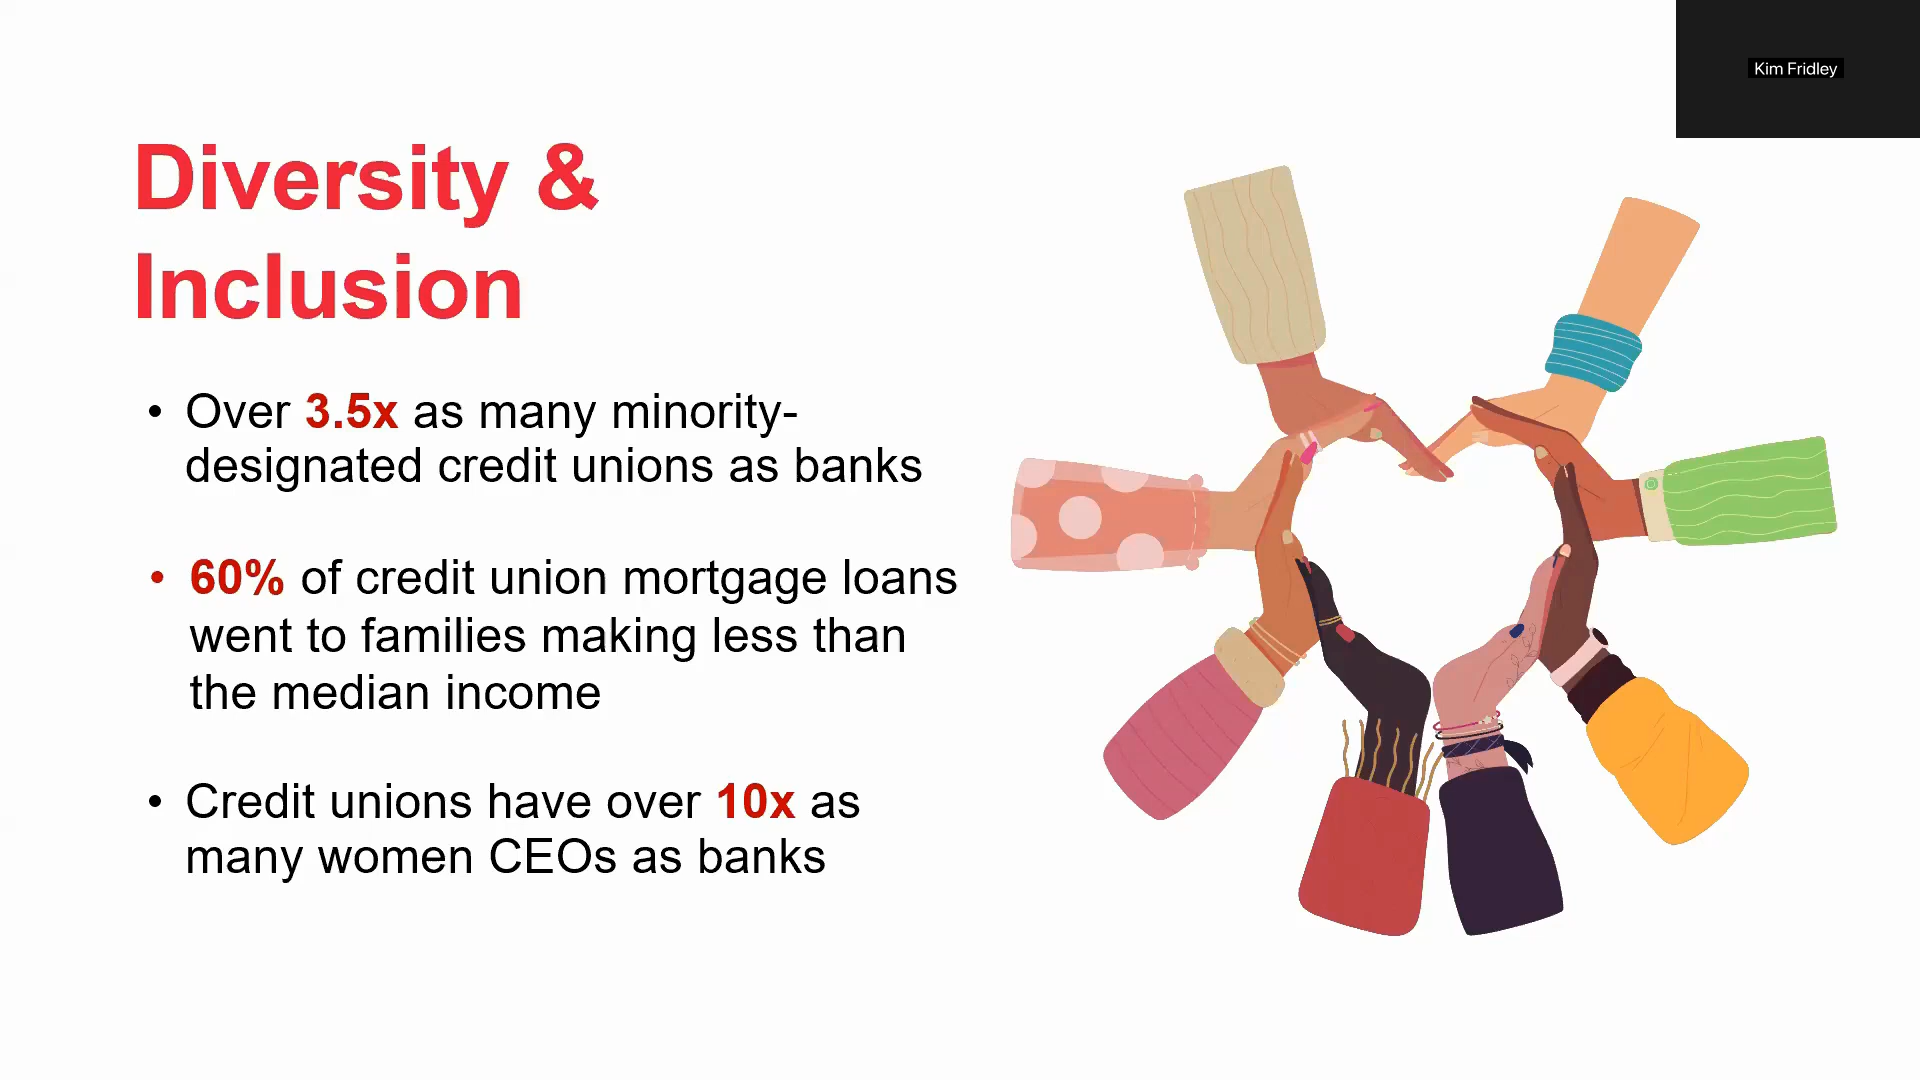 Kim Fridley
Diversity &
Inclusion
• Over 3.5x as many minority-
designated credit unions as banks
• 60% of credit union mortgage loans
went to families making less than
the median income
• Credit unions have over 10x as
many women CEOs as banks